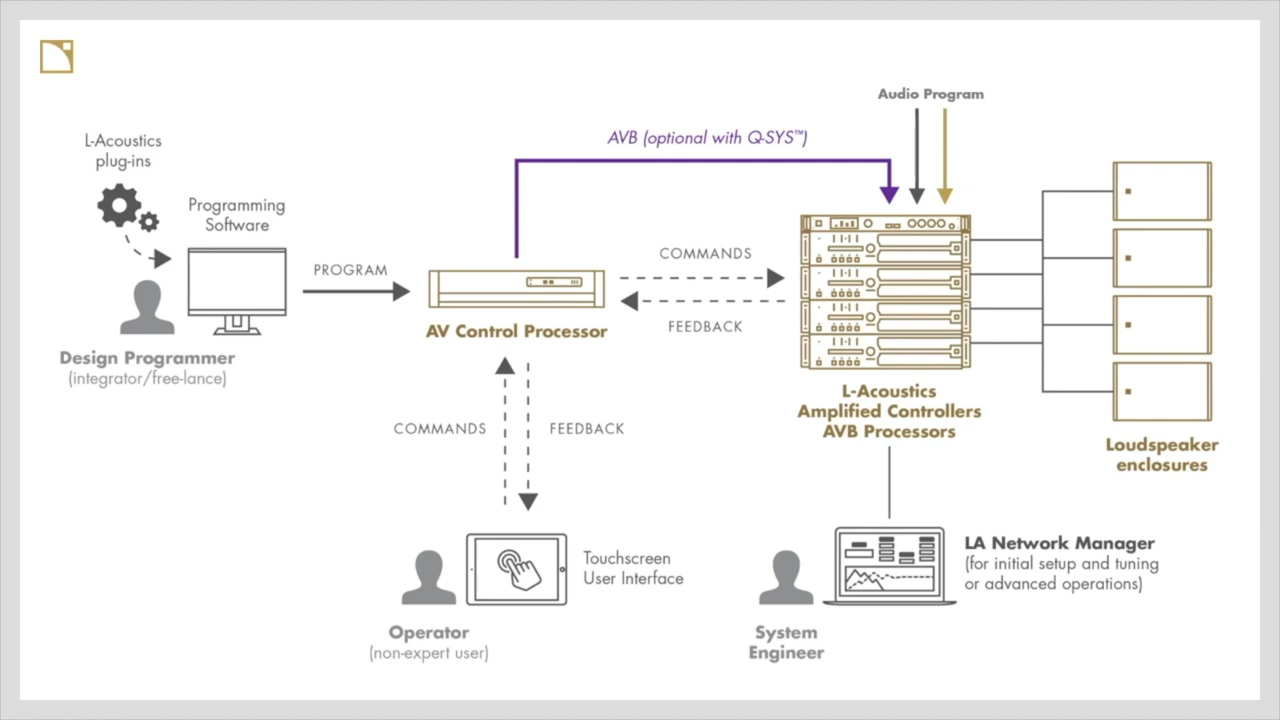 Audio Program
AVB (optional with Q-SYS™)
L-Acoustics
plug-ins
Programming
Software
PROGRAM
COMMANDS
FEEDBACK
AV Control Processor
Design Programmer
(integrator/free-lance)
L-Acoustics
Amplified Controllers
AVB Processors
COMMANDS
FEEDBACK
Loudspeaker
enclosures
Touchscreen
User Interface
LA Network Manager
(for initial setup and tuning
or advanced operations)
Operator
(non-expert user)
System
Engineer